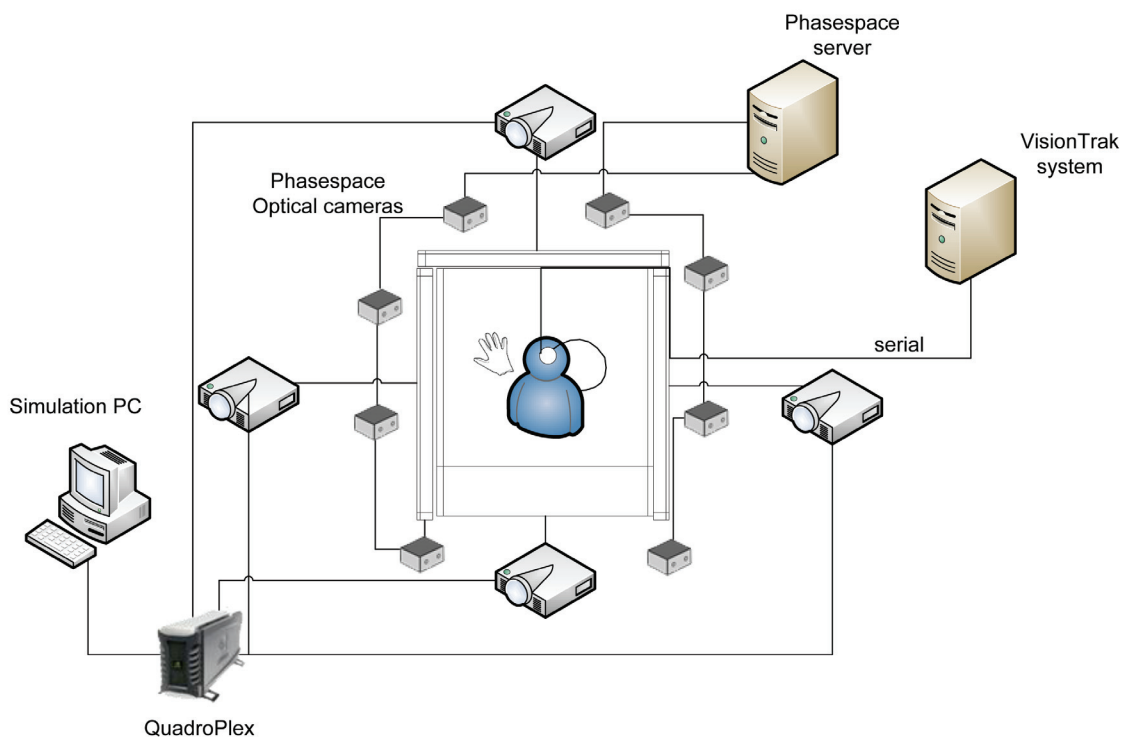 Phasespace
server
VisionTrak
system
Phasespace
Optical cameras
serial
Simulation PC
QuadroPlex